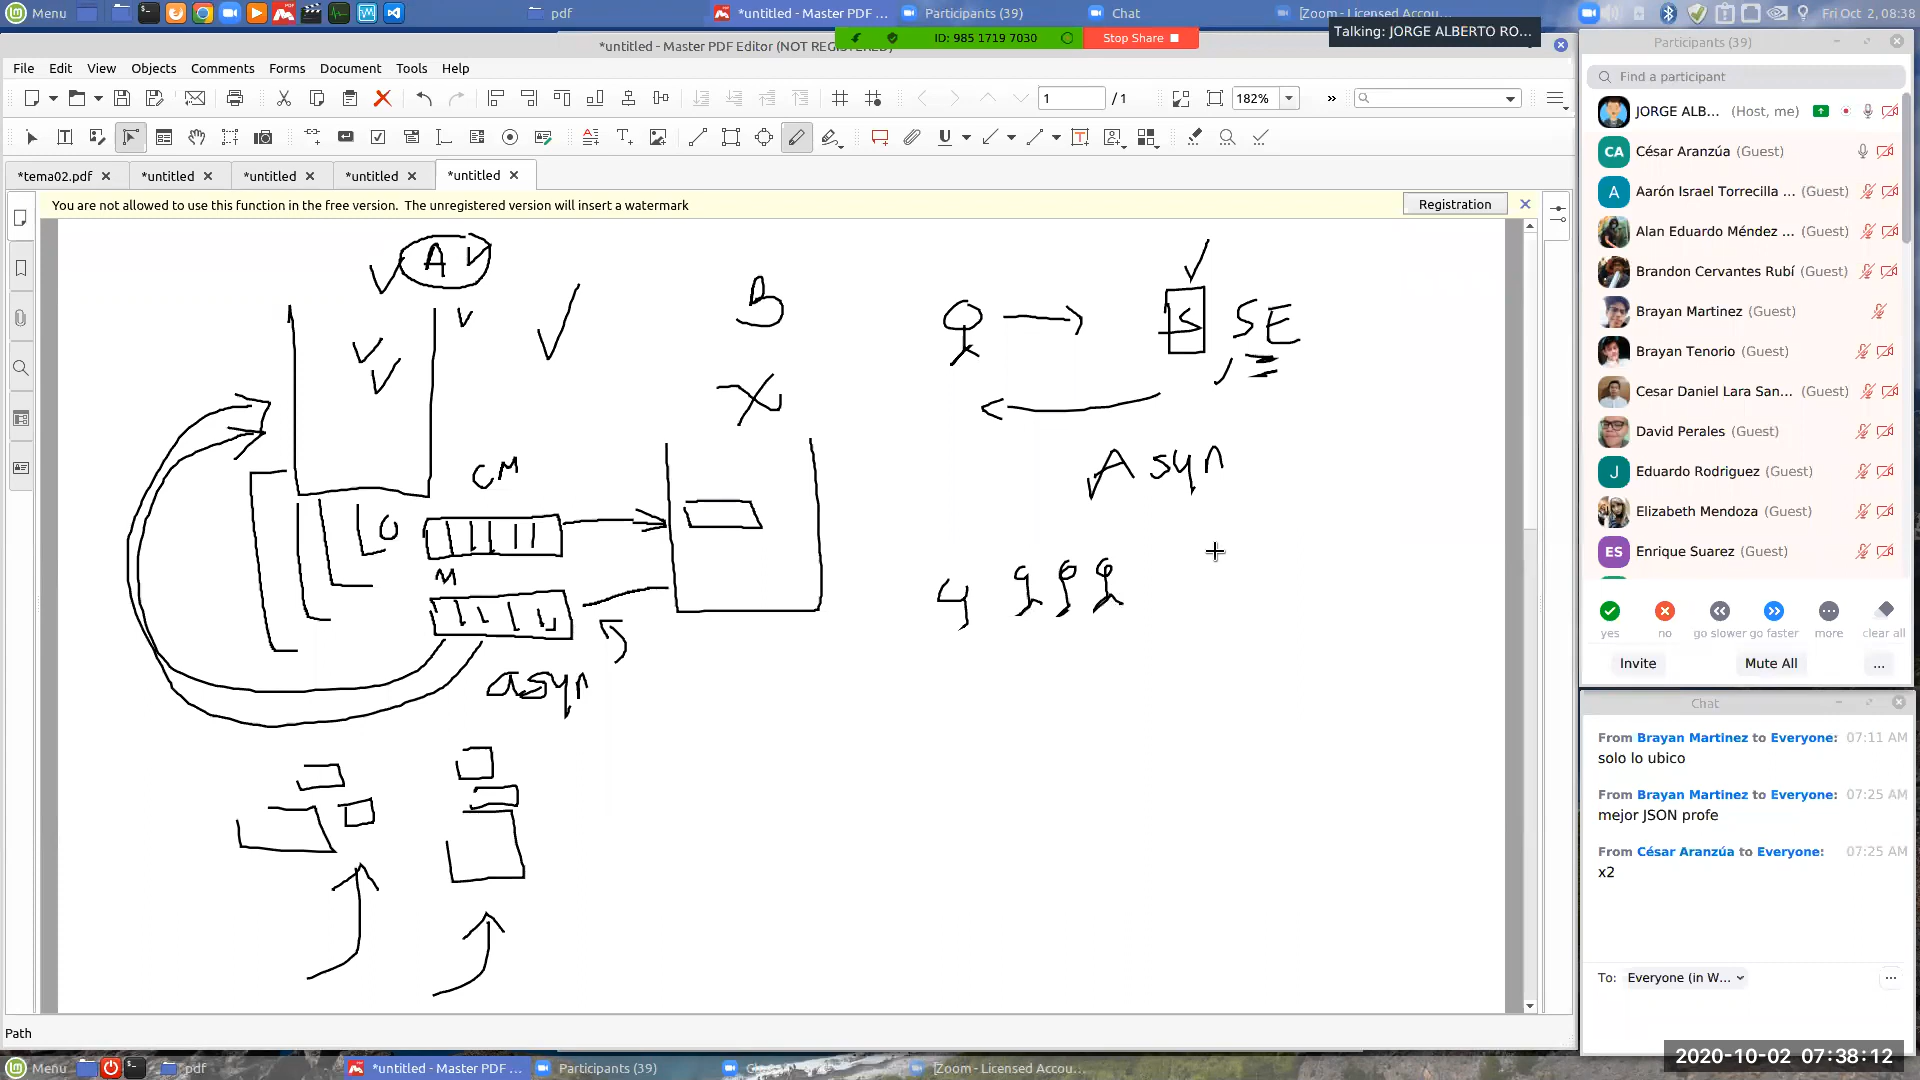 Menu
pdf
*untitled - Master PDF ...
Participants (39)
Chat
[Zoom - Licensed Accou...
Fri Oct 2, 08:38
*untitled - Master PDF Editor (NOT REGISTERED)
ID: 985 1719 7030
Stop Share
Talking: JORGE ALBERTO RO...
File Edit View Objects Comments Forms Document Tools Help
1 / 1
182%
*tema02.pdf
*untitled
*untitled
*untitled
*untitled
You are not allowed to use this function in the free version. The unregistered version will insert a watermark
Registration
A
B
S SE
CM
Asyn
O
M
asyn
Path
Participants (39)
Find a participant
JORGE ALB... (Host, me)
CA César Aranzúa (Guest)
A Aarón Israel Torrecilla ... (Guest)
Alan Eduardo Méndez ... (Guest)
Brandon Cervantes Rubí (Guest)
Brayan Martinez (Guest)
Brayan Tenorio (Guest)
Cesar Daniel Lara San... (Guest)
David Perales (Guest)
J Eduardo Rodriguez (Guest)
Elizabeth Mendoza (Guest)
ES Enrique Suarez (Guest)
yes no go slower go faster more clear all
Invite Mute All ...
Chat
From Brayan Martinez to Everyone: 07:11 AM
solo lo ubico
From Brayan Martinez to Everyone: 07:25 AM
mejor JSON profe
From César Aranzúa to Everyone: 07:25 AM
x2
To: Everyone (in W...
2020-10-02 07:38:12
Menu
pdf
*untitled - Master PDF ...
Participants (39)
[Zoom - Licensed Accou...